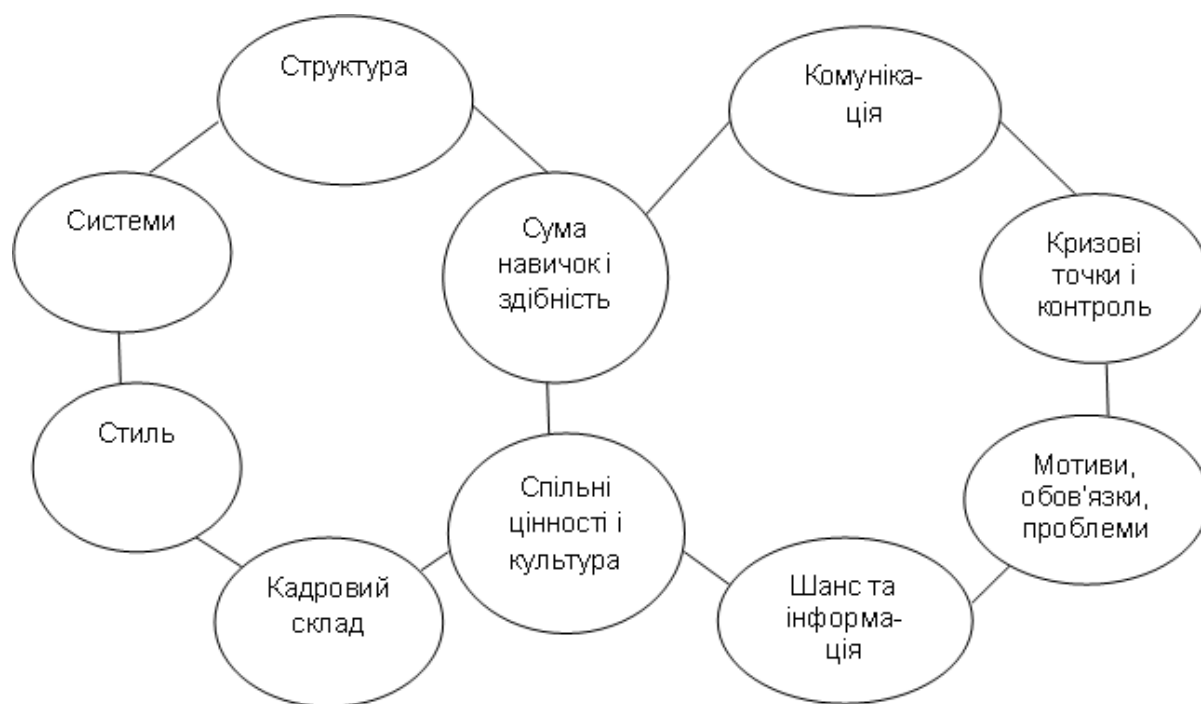 Структура
Комуніка-
ція
Системи
Сума
навичок і
здібність
Кризові
точки і
контроль
Стиль
Спільні
цінності і
культура
Мотиви,
обов'язки,
проблеми
Кадровий
склад
Шанс та
інформа-
ція